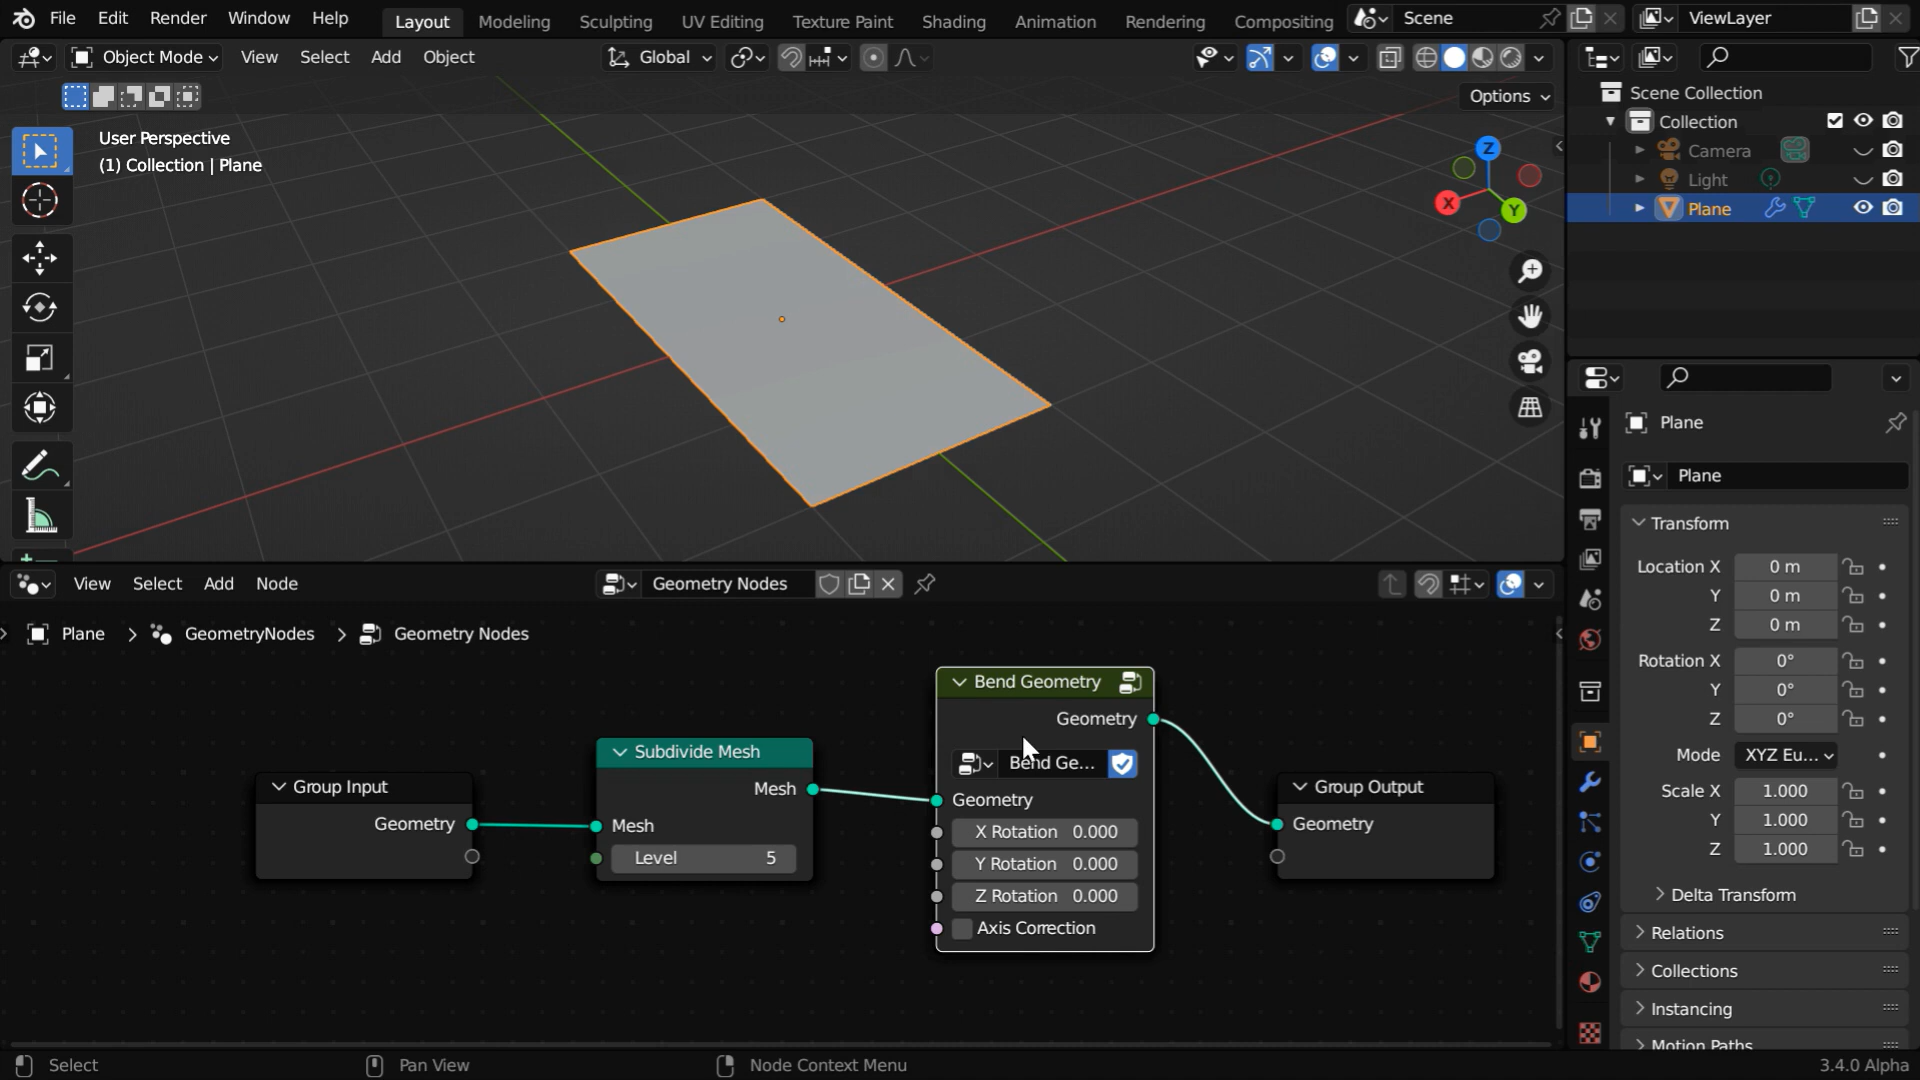 File Edit Render Window Help Layout Modeling Sculpting UV Editing Texture Paint Shading Animation Rendering Compositing Scene ViewLayer
Object Mode View Select Add Object Global
Options
User Perspective
(1) Collection | Plane
Z
X
Y
Scene Collection
Collection
Camera
Light
Plane
Plane
Plane
Transform
Location X 0 m
Y 0 m
Z 0 m
Rotation X 0°
Y 0°
Z 0°
Mode XYZ Eu...
Scale X 1.000
Y 1.000
Z 1.000
Delta Transform
Relations
Collections
Instancing
Motion Paths
View Select Add Node Geometry Nodes
Plane GeometryNodes Geometry Nodes
Group Input
Geometry
Subdivide Mesh
Mesh
Mesh
Level 5
Bend Geometry
Geometry
Bend Ge...
Geometry
X Rotation 0.000
Y Rotation 0.000
Z Rotation 0.000
Axis Correction
Group Output
Geometry
Select Pan View Node Context Menu 3.4.0 Alpha